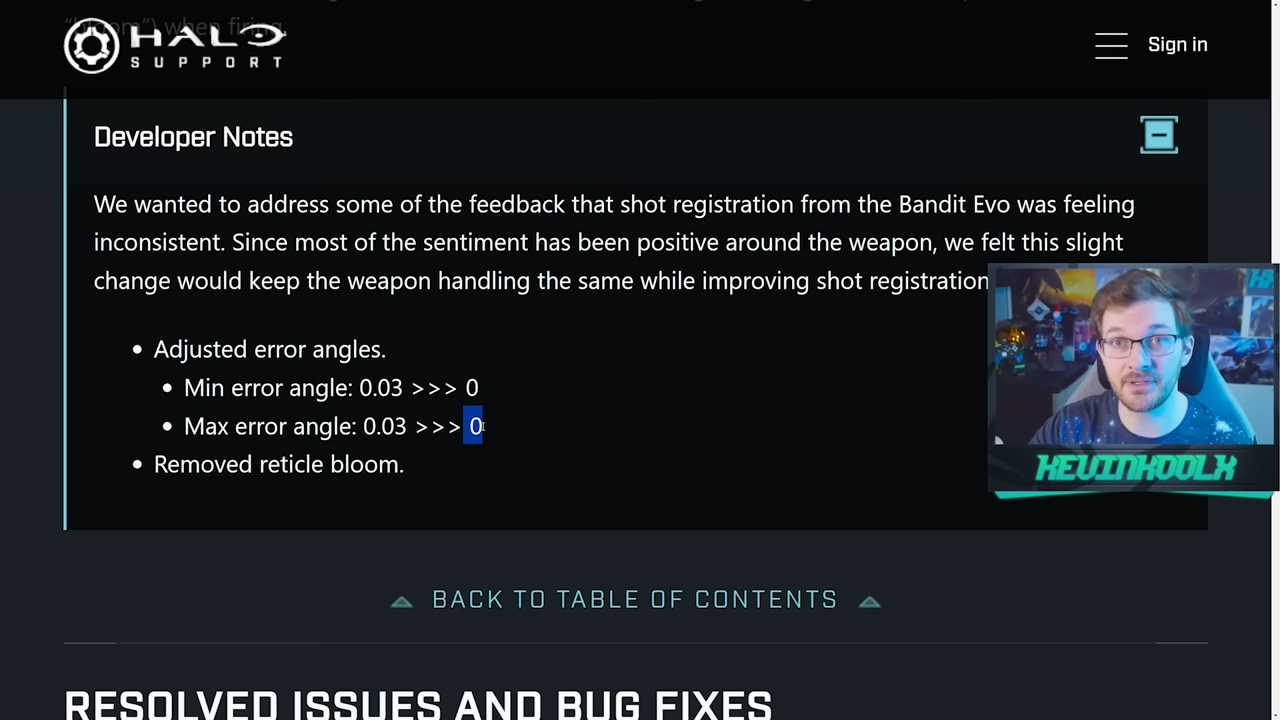 “bloom”) when firing.
HALO
SUPPORT
Sign in
Developer Notes
We wanted to address some of the feedback that shot registration from the Bandit Evo was feeling
inconsistent. Since most of the sentiment has been positive around the weapon, we felt this slight
change would keep the weapon handling the same while improving shot registration
• Adjusted error angles.
• Min error angle: 0.03 >>> 0
• Max error angle: 0.03 >>> 0
• Removed reticle bloom.
KEVINKOOLX
BACK TO TABLE OF CONTENTS
RESOLVED ISSUES AND BUG FIXES